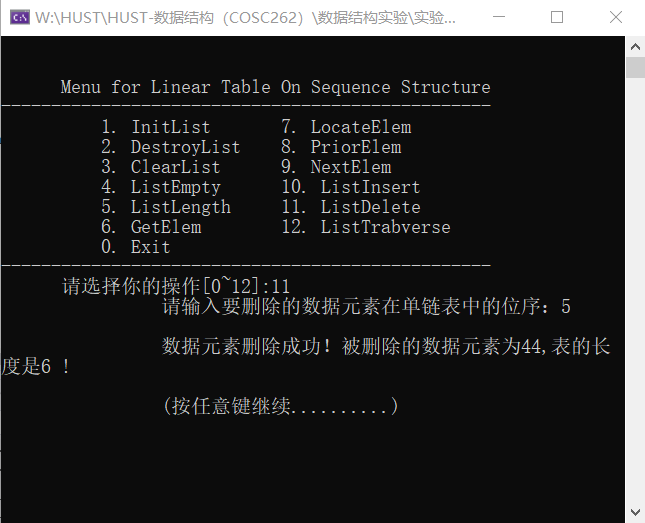 W:\HUST\HUST-数据结构（COSC262）\数据结构实验\实验...
Menu for Linear Table On Sequence Structure
-------------------------------------------------
1. InitList       7. LocateElem
2. DestroyList    8. PriorElem
3. ClearList      9. NextElem
4. ListEmpty      10. ListInsert
5. ListLength     11. ListDelete
6. GetElem        12. ListTrabverse
0. Exit
-------------------------------------------------
请选择你的操作[0~12]:11
请输入要删除的数据元素在单链表中的位序：5
数据元素删除成功！被删除的数据元素为44,表的长
度是6 !
(按任意键继续..........)